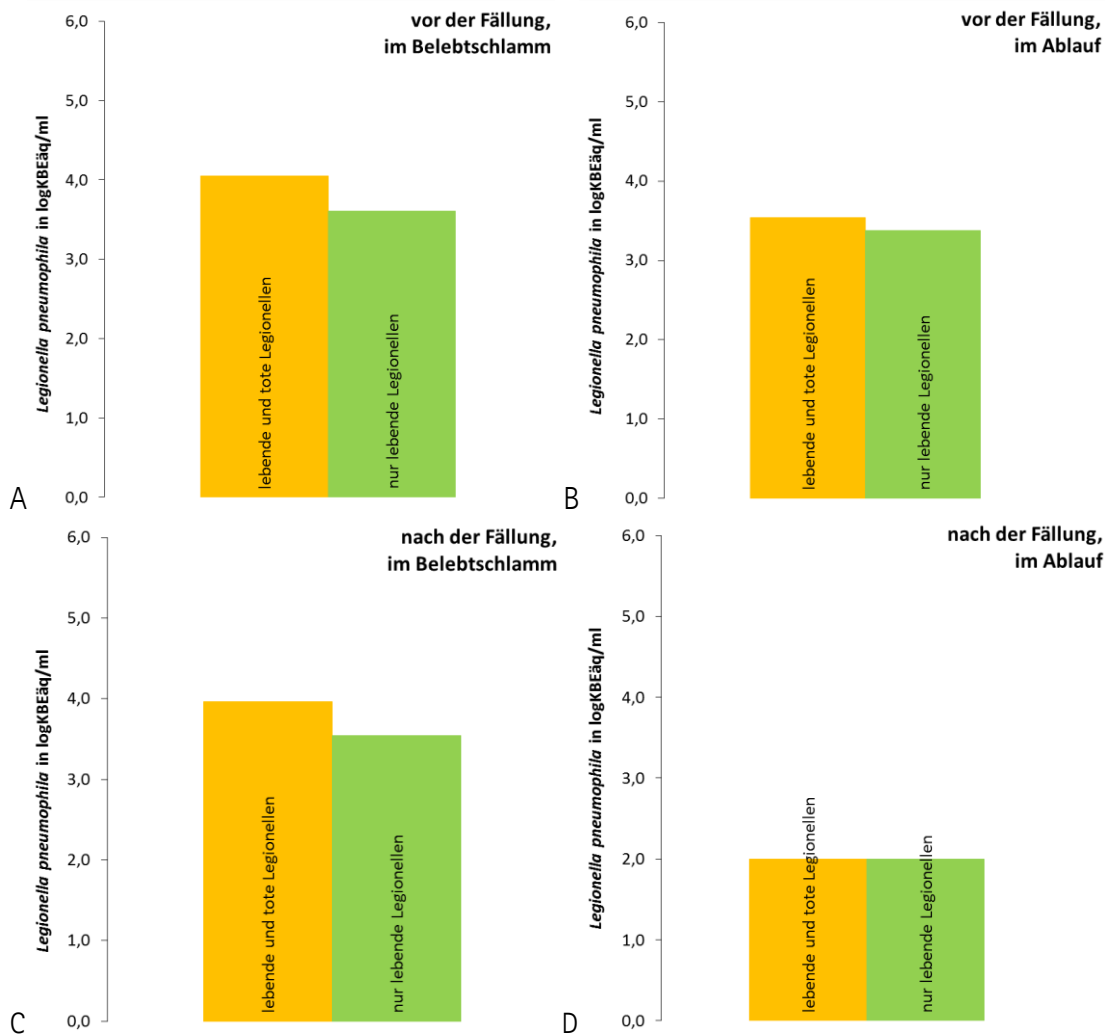 vor der Fällung,
im Belebtschlamm
Legionella pneumophila in logKBEäq/ml
6,0
5,0
4,0
3,0
2,0
1,0
0,0
lebende und tote Legionellen
nur lebende Legionellen
A
vor der Fällung,
im Ablauf
Legionella pneumophila in logKBEäq/ml
6,0
5,0
4,0
3,0
2,0
1,0
0,0
lebende und tote Legionellen
nur lebende Legionellen
B
nach der Fällung,
im Belebtschlamm
Legionella pneumophila in logKBEäq/ml
6,0
5,0
4,0
3,0
2,0
1,0
0,0
lebende und tote Legionellen
nur lebende Legionellen
C
nach der Fällung,
im Ablauf
Legionella pneumophila in logKBEäq/ml
6,0
5,0
4,0
3,0
2,0
1,0
0,0
lebende und tote Legionellen
nur lebende Legionellen
D